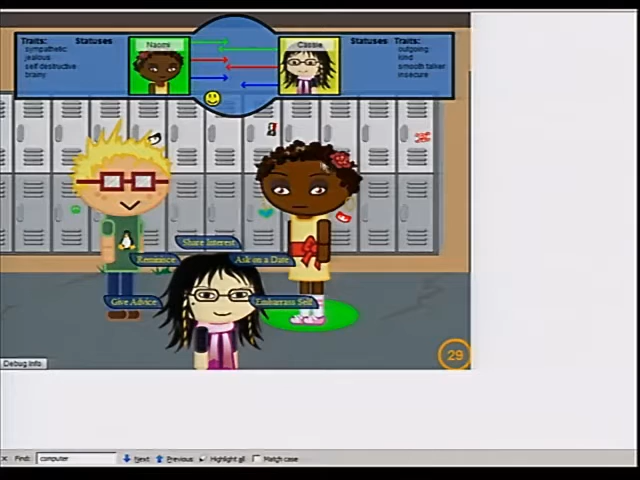 Traits: Statuses Naomi Cassie Statuses Traits:
sympathetic outgoing
jealous kind
self destructive smooth talker
brainy insecure
Share Interest
Reminisce Ask on a Date
Give Advice Embarrass Self
29
Debug Info
Find: computer Next Previous Highlight all Match case